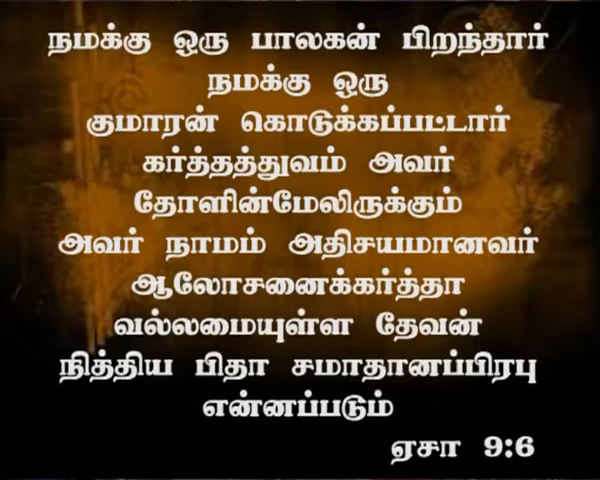 நமக்கு ஒரு பாலகன் பிறந்தார்
நமக்கு ஒரு
குமாரன் கொடுக்கப்பட்டார்
கர்த்தத்துவம் அவர்
தோளின்மேலிருக்கும்
அவர் நாமம் அதிசயமானவர்
ஆலோசனைக்கர்த்தா
வல்லமையுள்ள தேவன்
நித்திய பிதா சமாதானப்பிரபு
என்னப்படும்
ஏசா 9:6